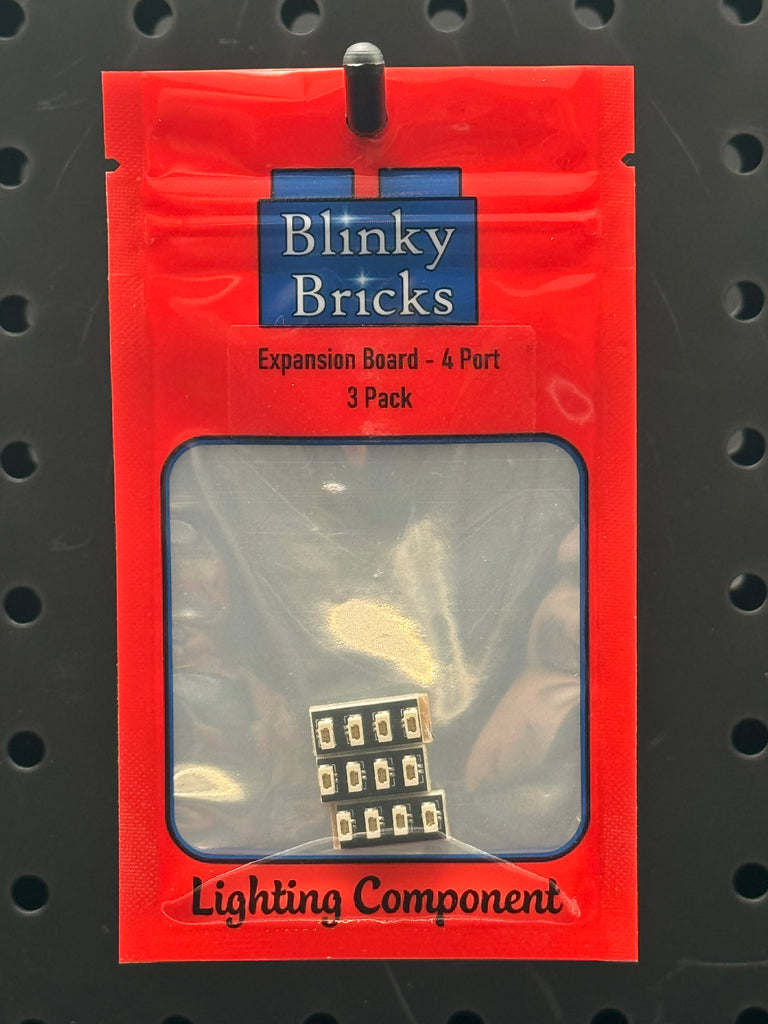 Blinky
Bricks
Expansion Board - 4 Port
3 Pack
Lighting Component